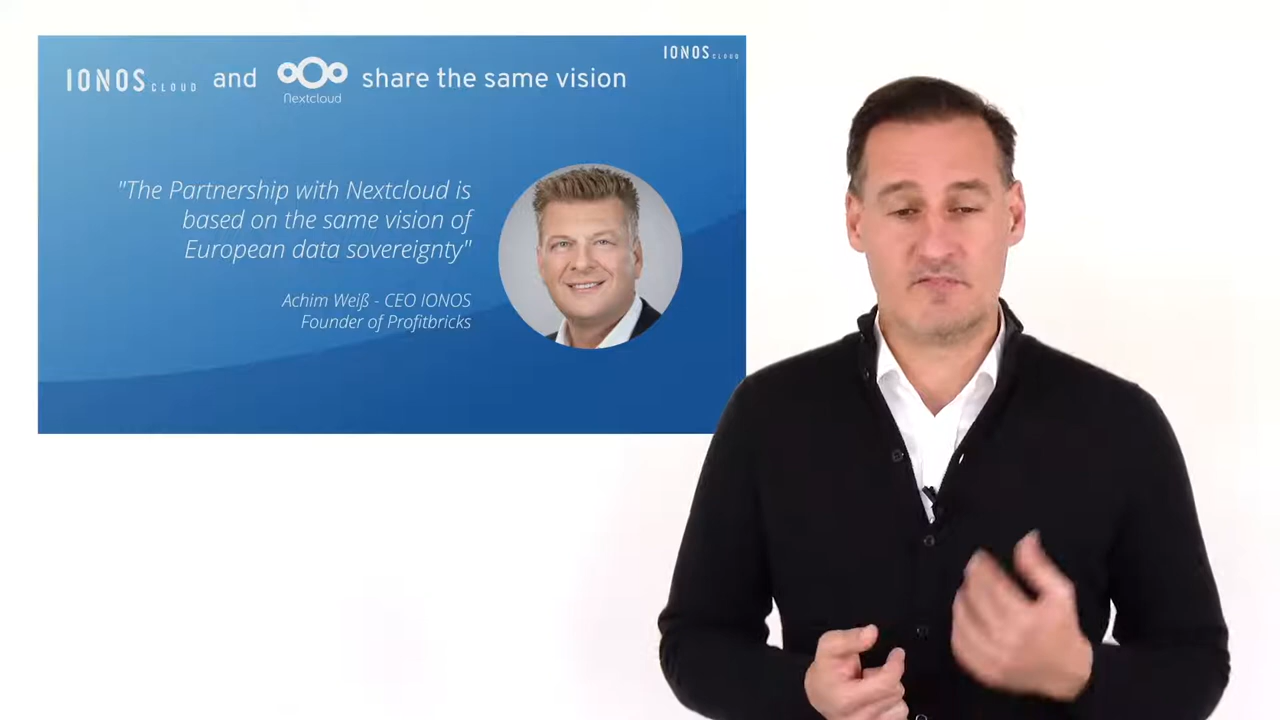 IONOS CLOUD and Nextcloud share the same vision
IONOS CLOUD
"The Partnership with Nextcloud is
based on the same vision of
European data sovereignty"
Achim Weiß - CEO IONOS
Founder of Profitbricks